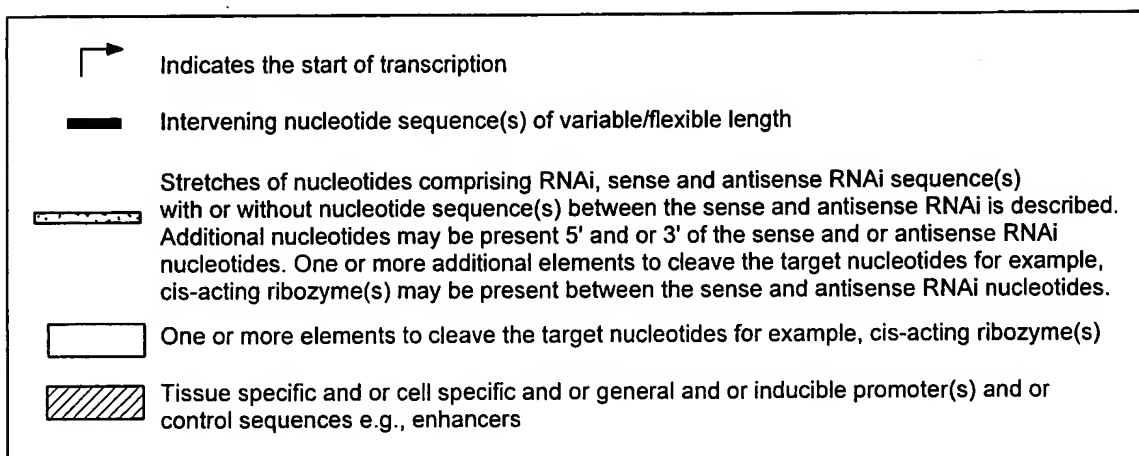 Indicates the start of transcription
Intervening nucleotide sequence(s) of variable/flexible length
Stretches of nucleotides comprising RNAi, sense and antisense RNAi sequence(s)
with or without nucleotide sequence(s) between the sense and antisense RNAi is described.
Additional nucleotides may be present 5' and or 3' of the sense and or antisense RNAi
nucleotides. One or more additional elements to cleave the target nucleotides for example,
cis-acting ribozyme(s) may be present between the sense and antisense RNAi nucleotides.
One or more elements to cleave the target nucleotides for example, cis-acting ribozyme(s)
Tissue specific and or cell specific and or general and or inducible promoter(s) and or
control sequences e.g., enhancers